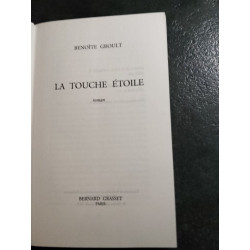 BENOÎTE GROULT
LA TOUCHE ÉTOILE
roman
BERNARD GRASSET
PARIS